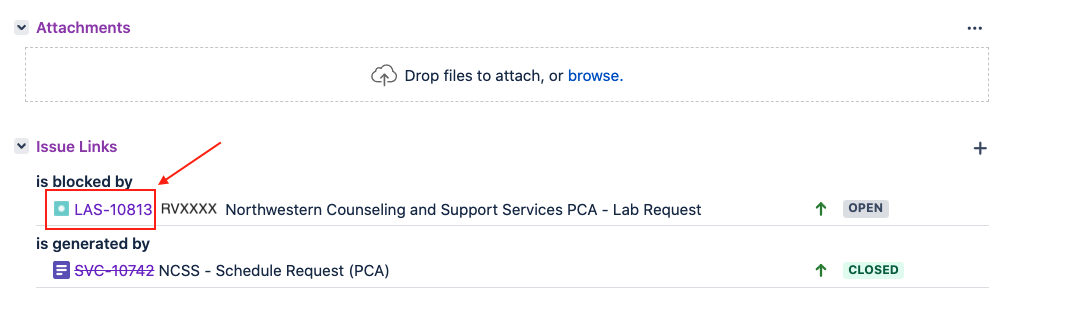 Attachments
Drop files to attach, or browse.
Issue Links
is blocked by
LAS-10813 RVXXXX Northwestern Counseling and Support Services PCA - Lab Request OPEN
is generated by
SVC-10742 NCSS - Schedule Request (PCA) CLOSED